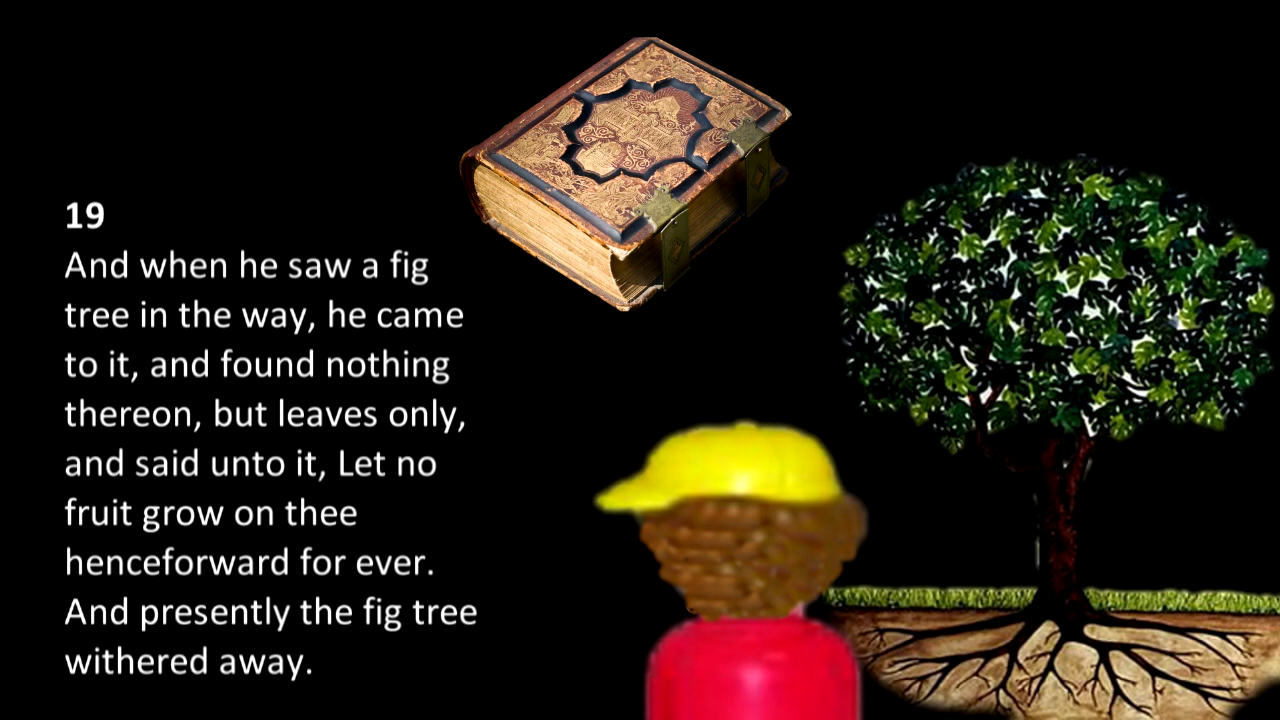 19
And when he saw a fig
tree in the way, he came
to it, and found nothing
thereon, but leaves only,
and said unto it, Let no
fruit grow on thee
henceforward for ever.
And presently the fig tree
withered away.